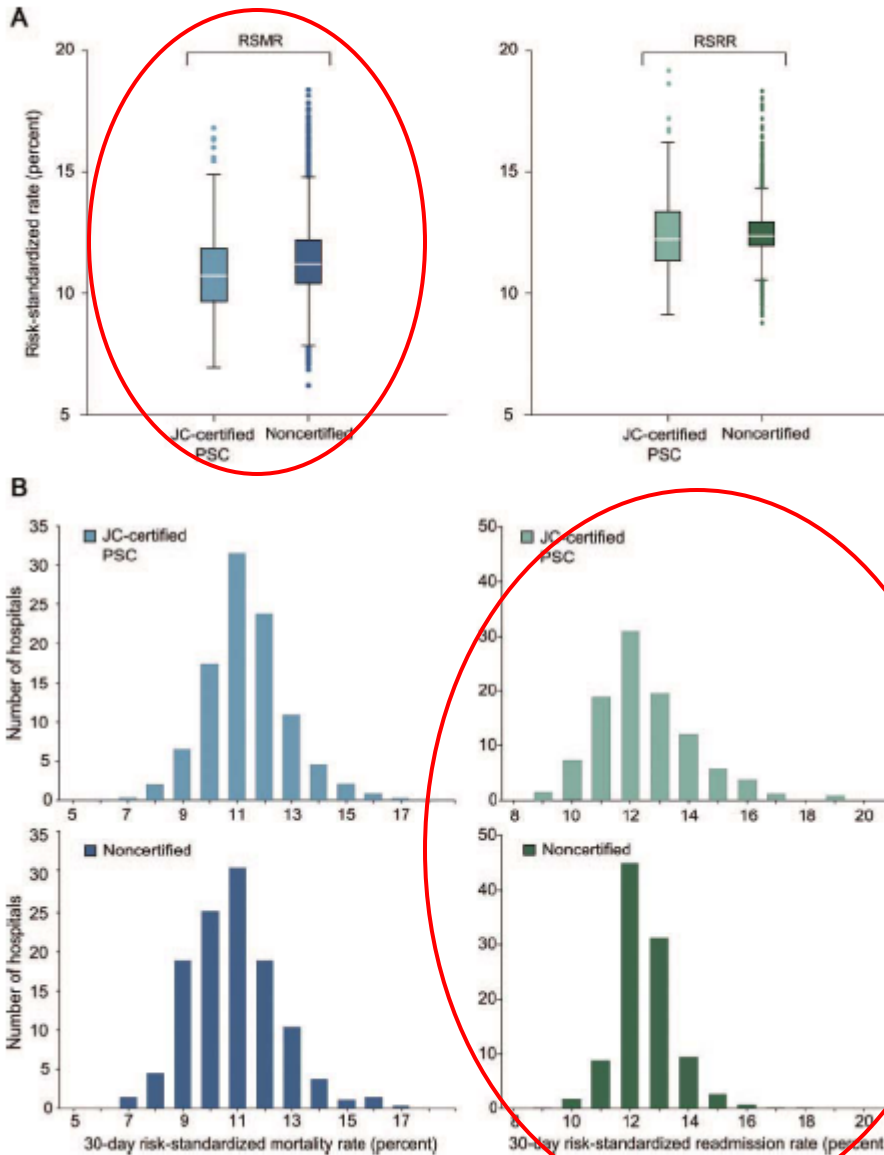 A
RSMR
RSRR
Risk-standardized rate (percent)
20
15
10
5
20
15
10
5
JC-certified PSC
Noncertified
JC-certified PSC
Noncertified
B
Number of hospitals
35
30
25
20
15
10
5
0
JC-certified PSC
5 7 9 11 13 15 17
50
40
30
20
10
0
JC-certified PSC
8 10 12 14 16 18 20
Number of hospitals
35
30
25
20
15
10
5
0
Noncertified
5 7 9 11 13 15 17
30-day risk-standardized mortality rate (percent)
50
40
30
20
10
0
Noncertified
8 10 12 14 16 18 20
30-day risk-standardized readmission rate (percent